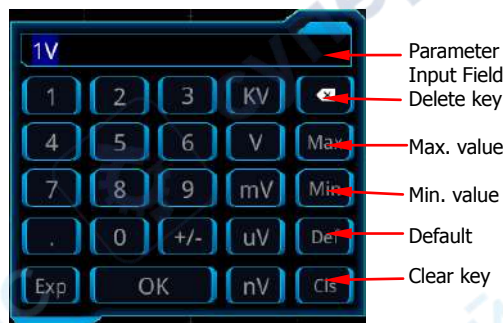 1V
Parameter
Input Field
1 2 3 KV
Delete key
4 5 6 V Max
Max. value
7 8 9 mV Min
Min. value
. 0 +/- uV Def
Default
Exp OK nV Cls
Clear key